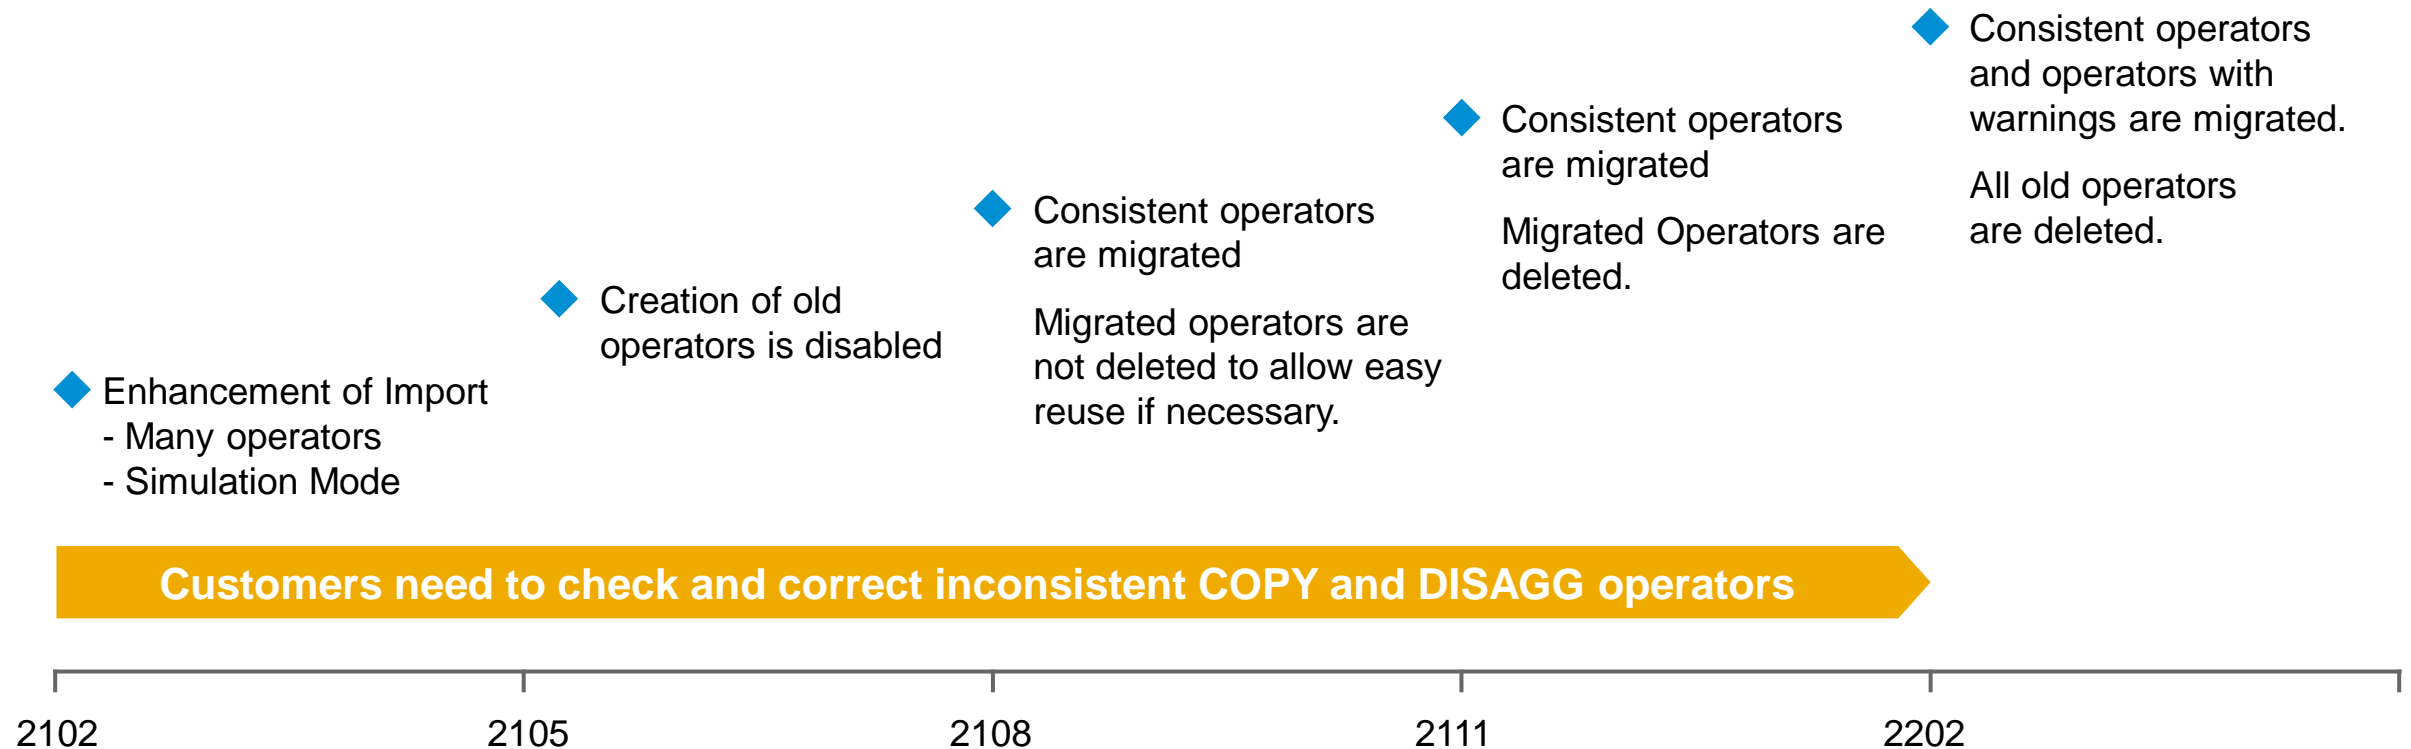 Enhancement of Import
- Many operators
- Simulation Mode
Creation of old
operators is disabled
Consistent operators
are migrated
Migrated operators are
not deleted to allow easy
reuse if necessary.
Consistent operators
are migrated
Migrated Operators are
deleted.
Consistent operators
and operators with
warnings are migrated.
All old operators
are deleted.
Customers need to check and correct inconsistent COPY and DISAGG operators
2102
2105
2108
2111
2202